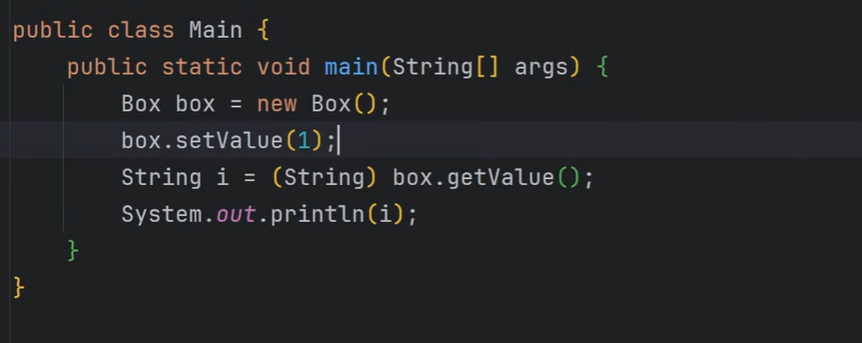 public class Main {
    public static void main(String[] args) {
        Box box = new Box();
        box.setValue(1);
        String i = (String) box.getValue();
        System.out.println(i);
    }
}